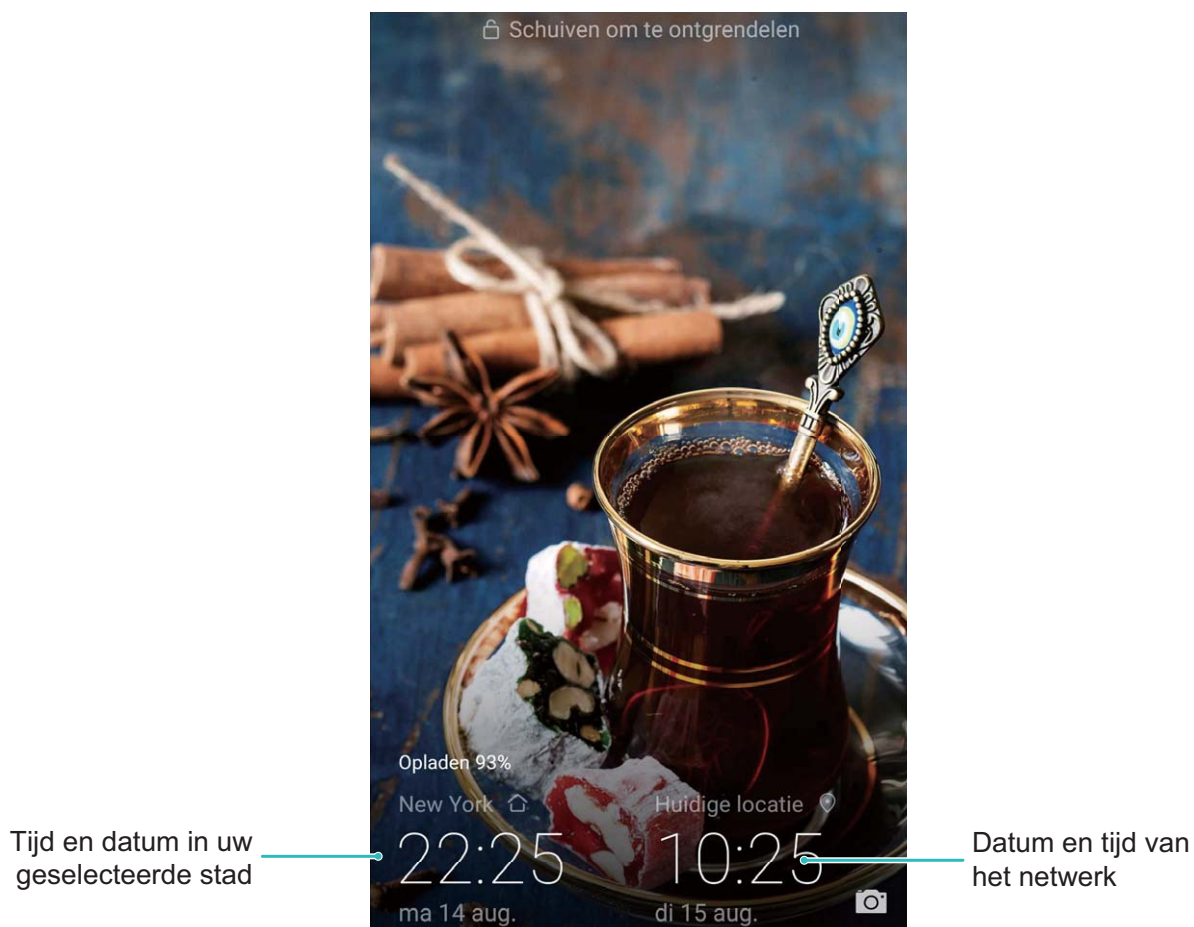 Schuiven om te ontgrendelen
Opladen 93%
New York
Huidige locatie
22:25
10:25
ma 14 aug.
di 15 aug.
Tijd en datum in uw
geselecteerde stad
Datum en tijd van
het netwerk